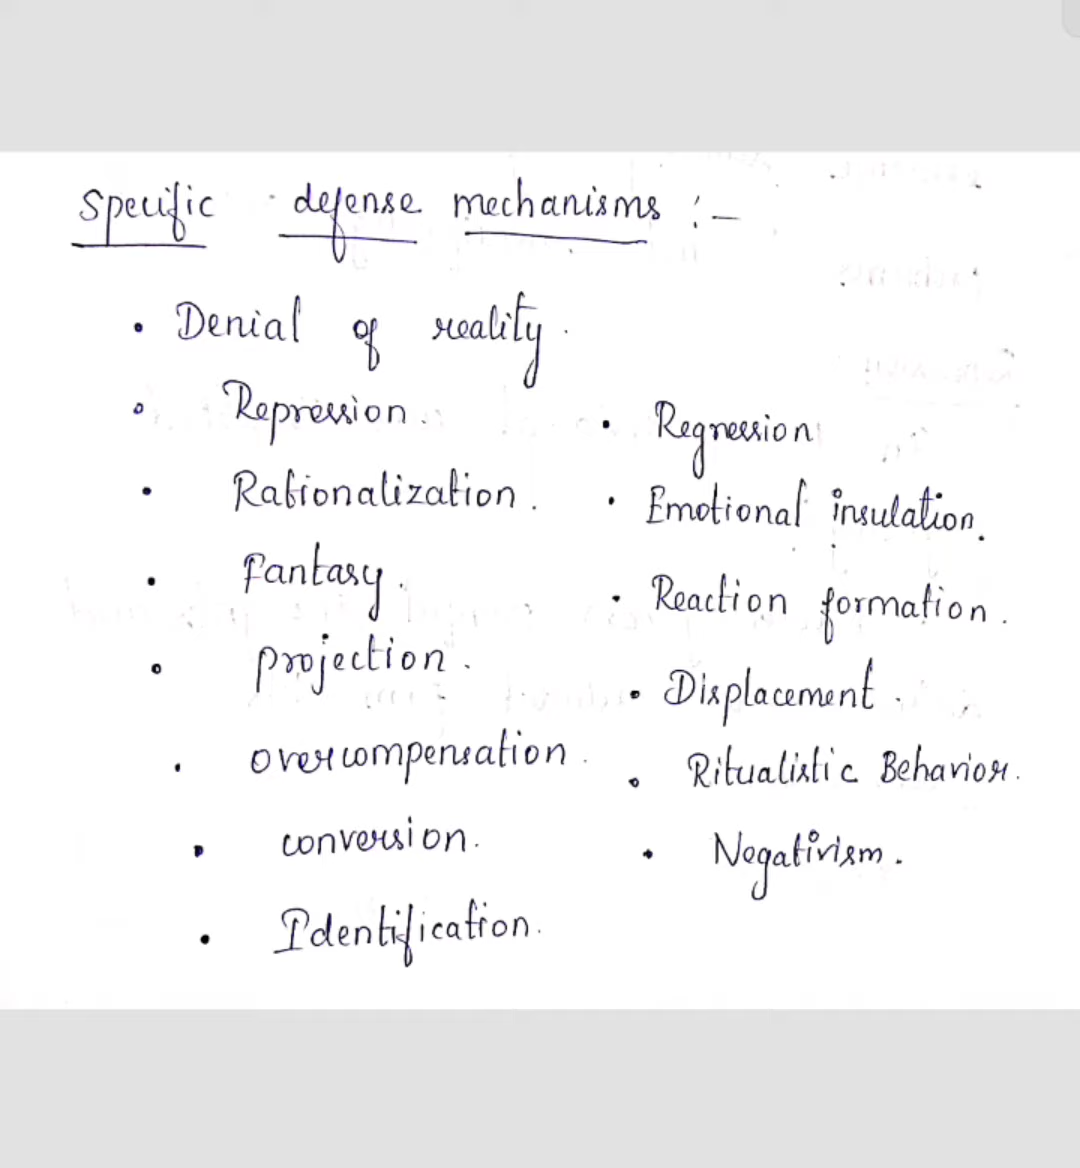 Specific defense mechanisms :-
• Denial of reality.
• Repression.
• Rationalization.
• Fantasy.
• projection.
• overcompensation.
• conversion.
• Identification.
• Regression
• Emotional insulation.
• Reaction formation.
• Displacement.
• Ritualistic Behavior.
• Negativism.